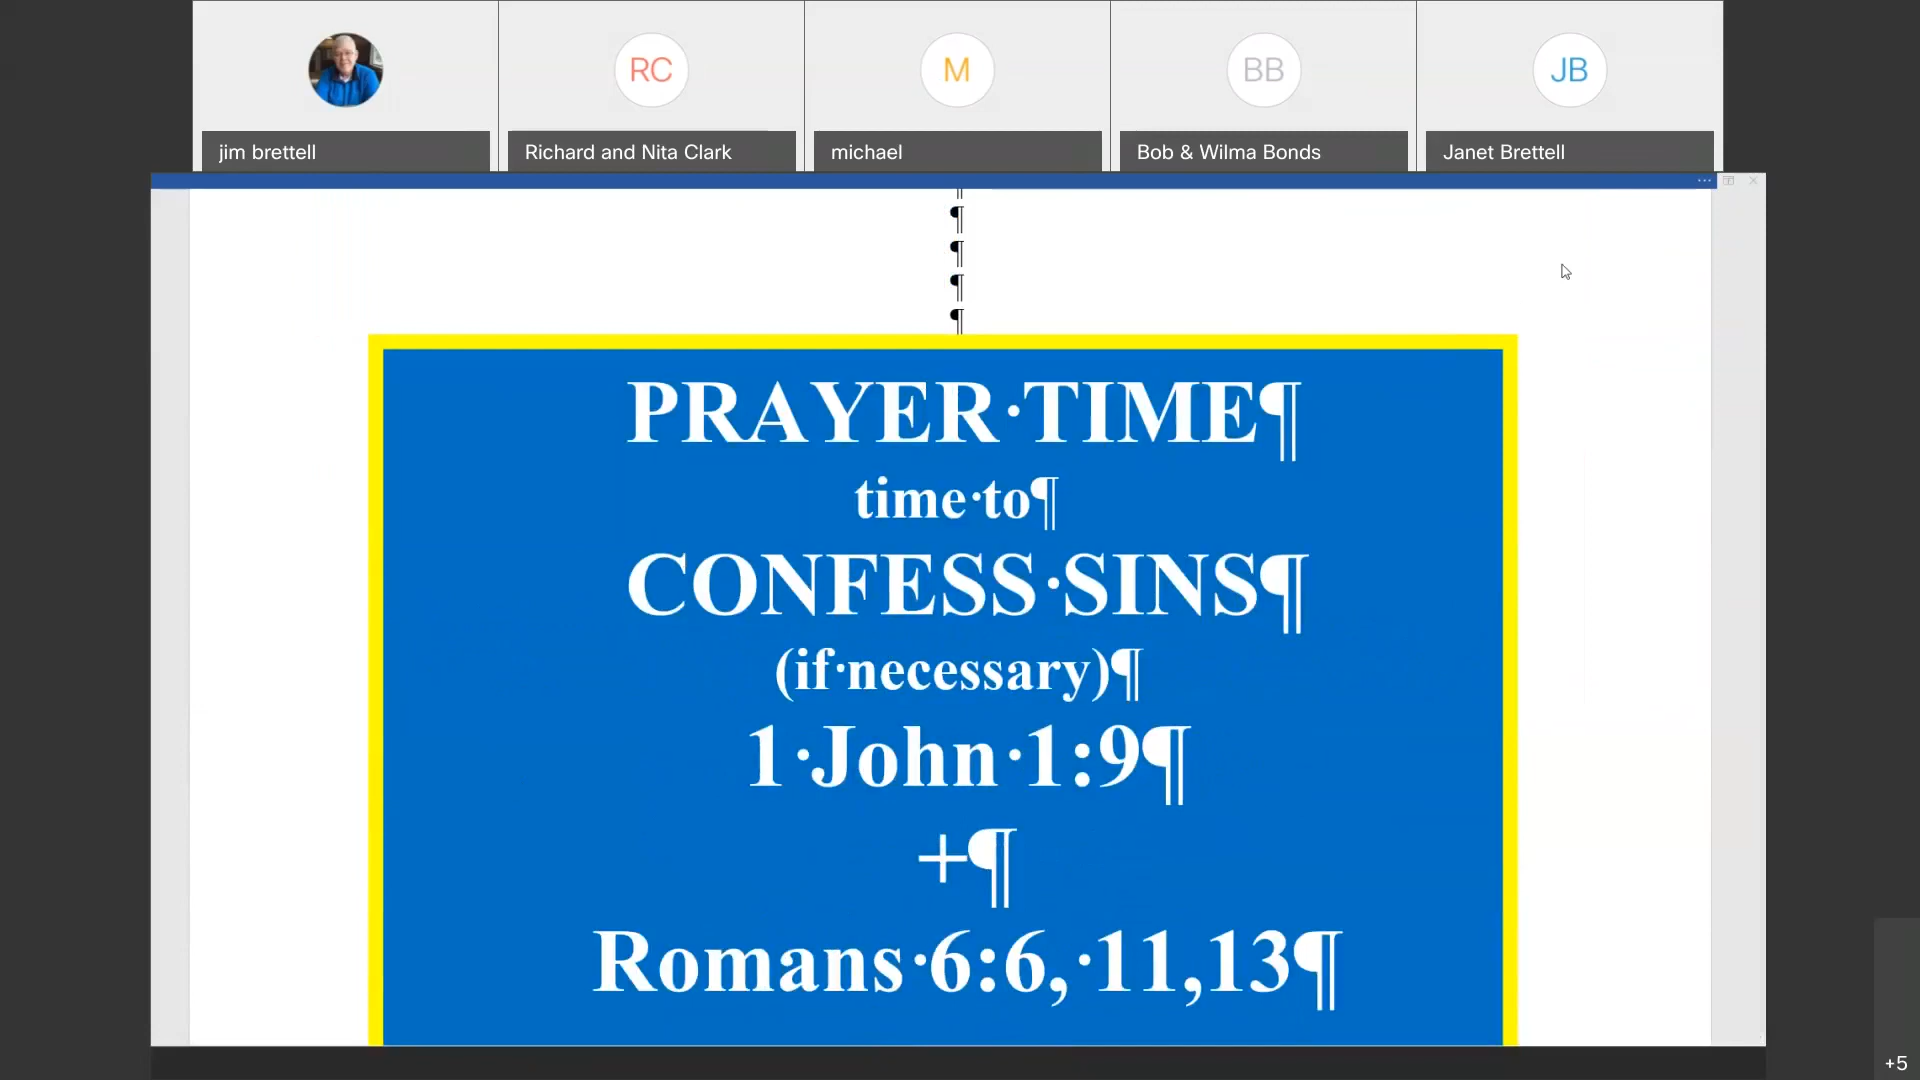 RC
M
BB
JB
jim brettell
Richard and Nita Clark
michael
Bob & Wilma Bonds
Janet Brettell
¶
¶
¶
¶
PRAYER·TIME¶
time·to¶
CONFESS·SINS¶
(if·necessary)¶
1·John·1:9¶
+¶
Romans·6:6,·11,13¶
+5